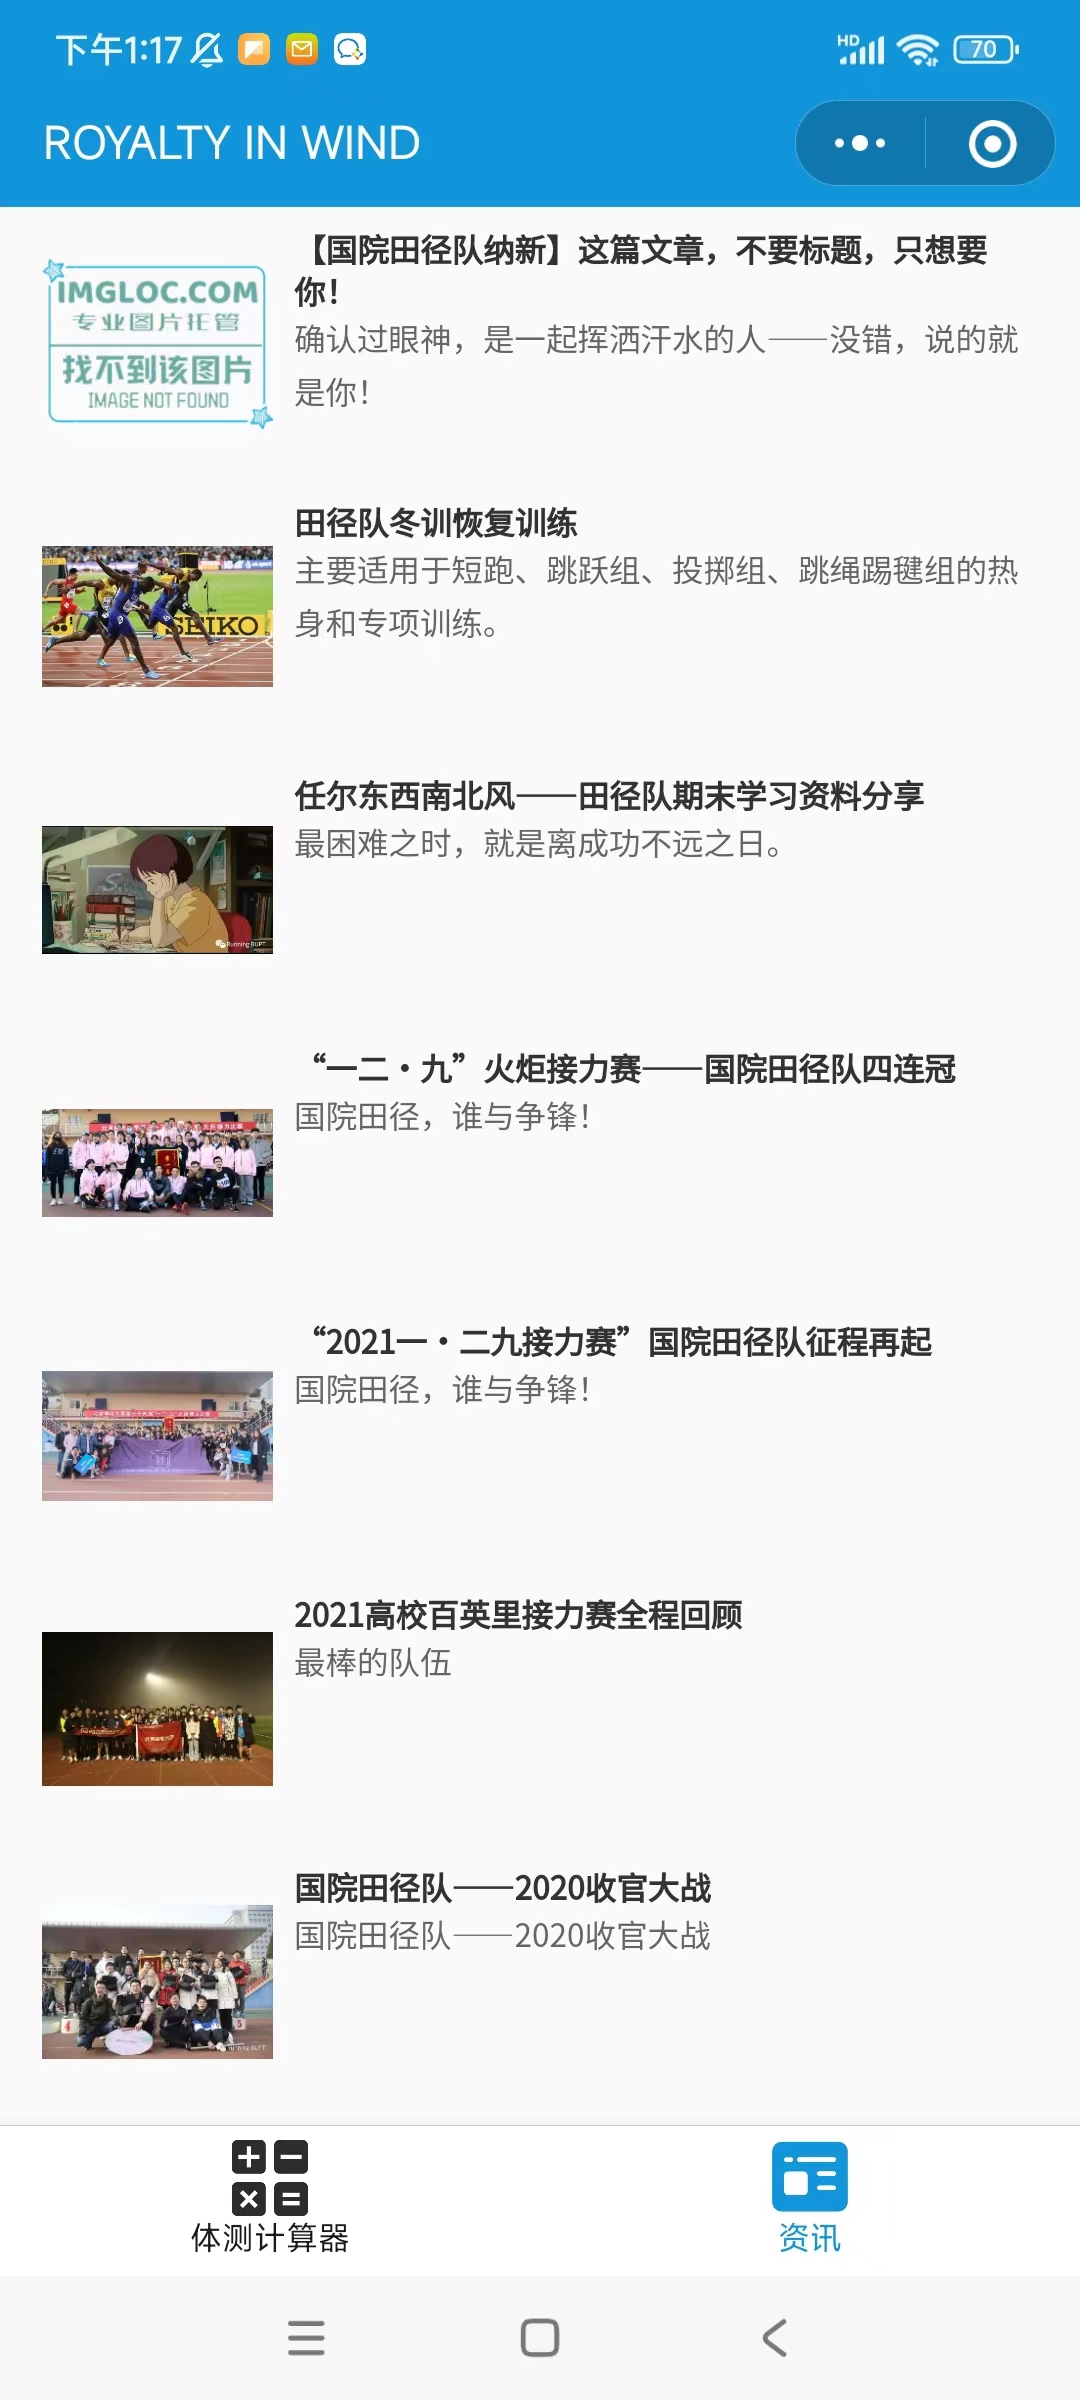 下午1:17
HD
70
ROYALTY IN WIND
【国院田径队纳新】这篇文章，不要标题，只想要
你！
IMGLOC.COM
专业图片托管
找不到该图片
IMAGE NOT FOUND
确认过眼神，是一起挥洒汗水的人——没错，说的就
是你！
田径队冬训恢复训练
主要适用于短跑、跳跃组、投掷组、跳绳踢毽组的热
身和专项训练。
SEIKO
任尔东西南北风——田径队期末学习资料分享
最困难之时，就是离成功不远之日。
Running BUPT
“一二·九”火炬接力赛——国院田径队四连冠
国院田径，谁与争锋！
“2021一·二九接力赛”国院田径队征程再起
国院田径，谁与争锋！
2021高校百英里接力赛全程回顾
最棒的队伍
国院田径队——2020收官大战
国院田径队——2020收官大战
4
5
体测计算器
资讯